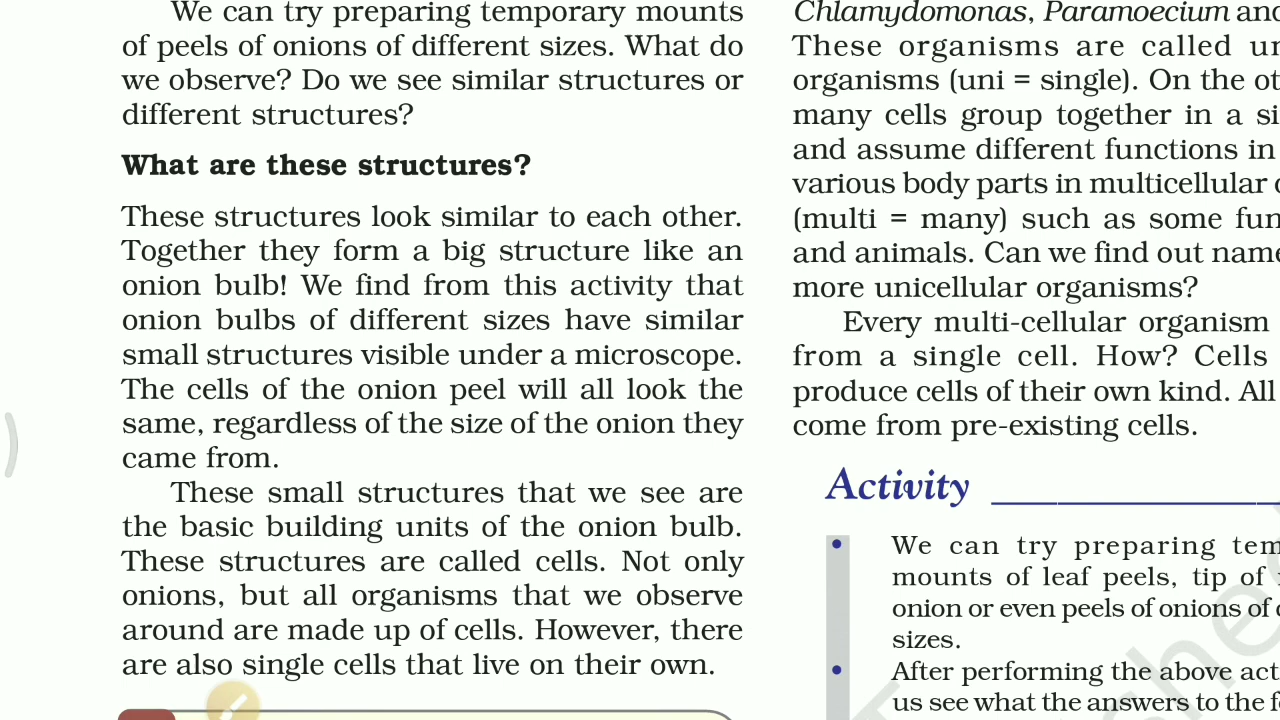 We can try preparing temporary mounts
of peels of onions of different sizes. What do
we observe? Do we see similar structures or
different structures?
What are these structures?
These structures look similar to each other.
Together they form a big structure like an
onion bulb! We find from this activity that
onion bulbs of different sizes have similar
small structures visible under a microscope.
The cells of the onion peel will all look the
same, regardless of the size of the onion they
came from.
These small structures that we see are
the basic building units of the onion bulb.
These structures are called cells. Not only
onions, but all organisms that we observe
around are made up of cells. However, there
are also single cells that live on their own.
Chlamydomonas, Paramoecium and
These organisms are called
organisms (uni = single). On the
many cells group together in a
and assume different functions in
various body parts in multicellular
(multi = many) such as some
and animals. Can we find out
more unicellular organisms?
Every multi-cellular organism
from a single cell. How? Cells
produce cells of their own kind. All
come from pre-existing cells.
Activity
• We can try preparing
mounts of leaf peels, tip of
onion or even peels of onions of
sizes.
• After performing the above
us see what the answers to the